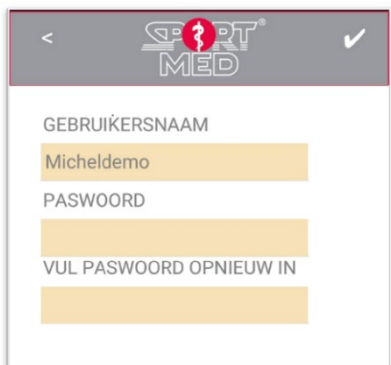 <
SPORT®
MED
✔
GEBRUIKERSNAAM
Micheldemo
PASWOORD
VUL PASWOORD OPNIEUW IN